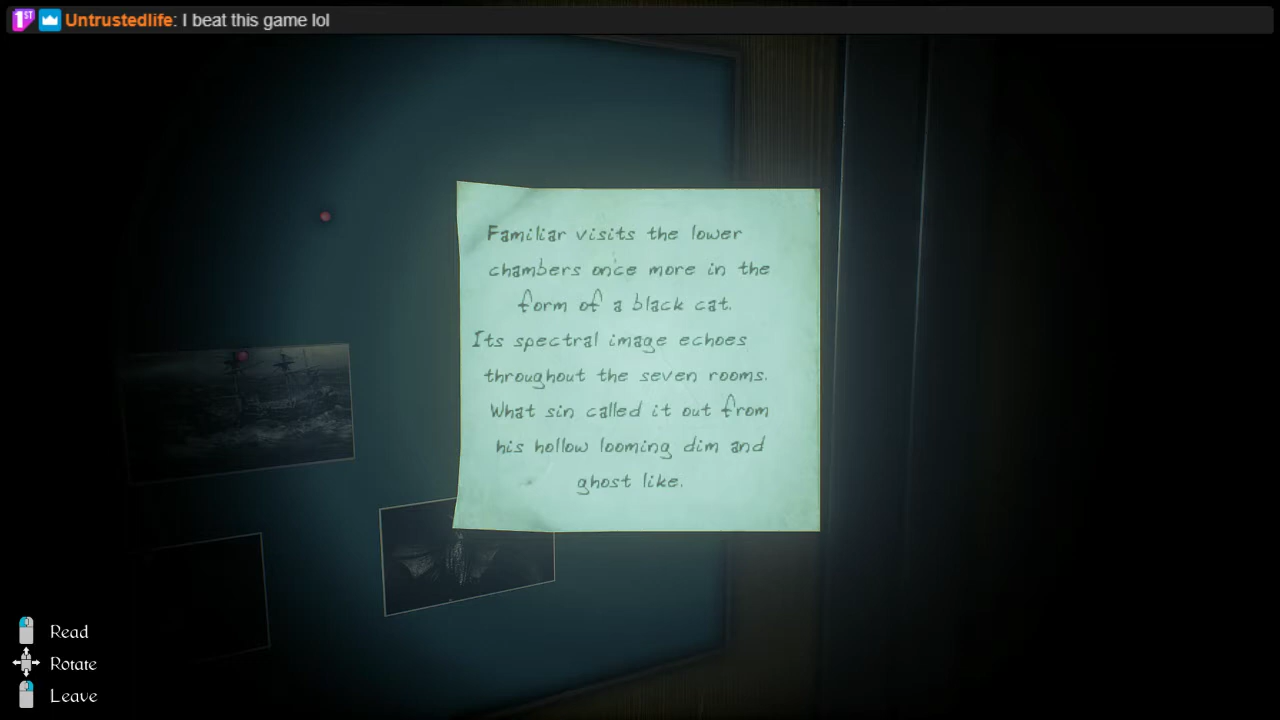 1ST Untrustedlife: I beat this game lol
Familiar visits the lower
chambers once more in the
form of a black cat.
Its spectral image echoes
throughout the seven rooms.
What sin called it out from
his hollow looming dim and
ghost like.
Read
Rotate
Leave